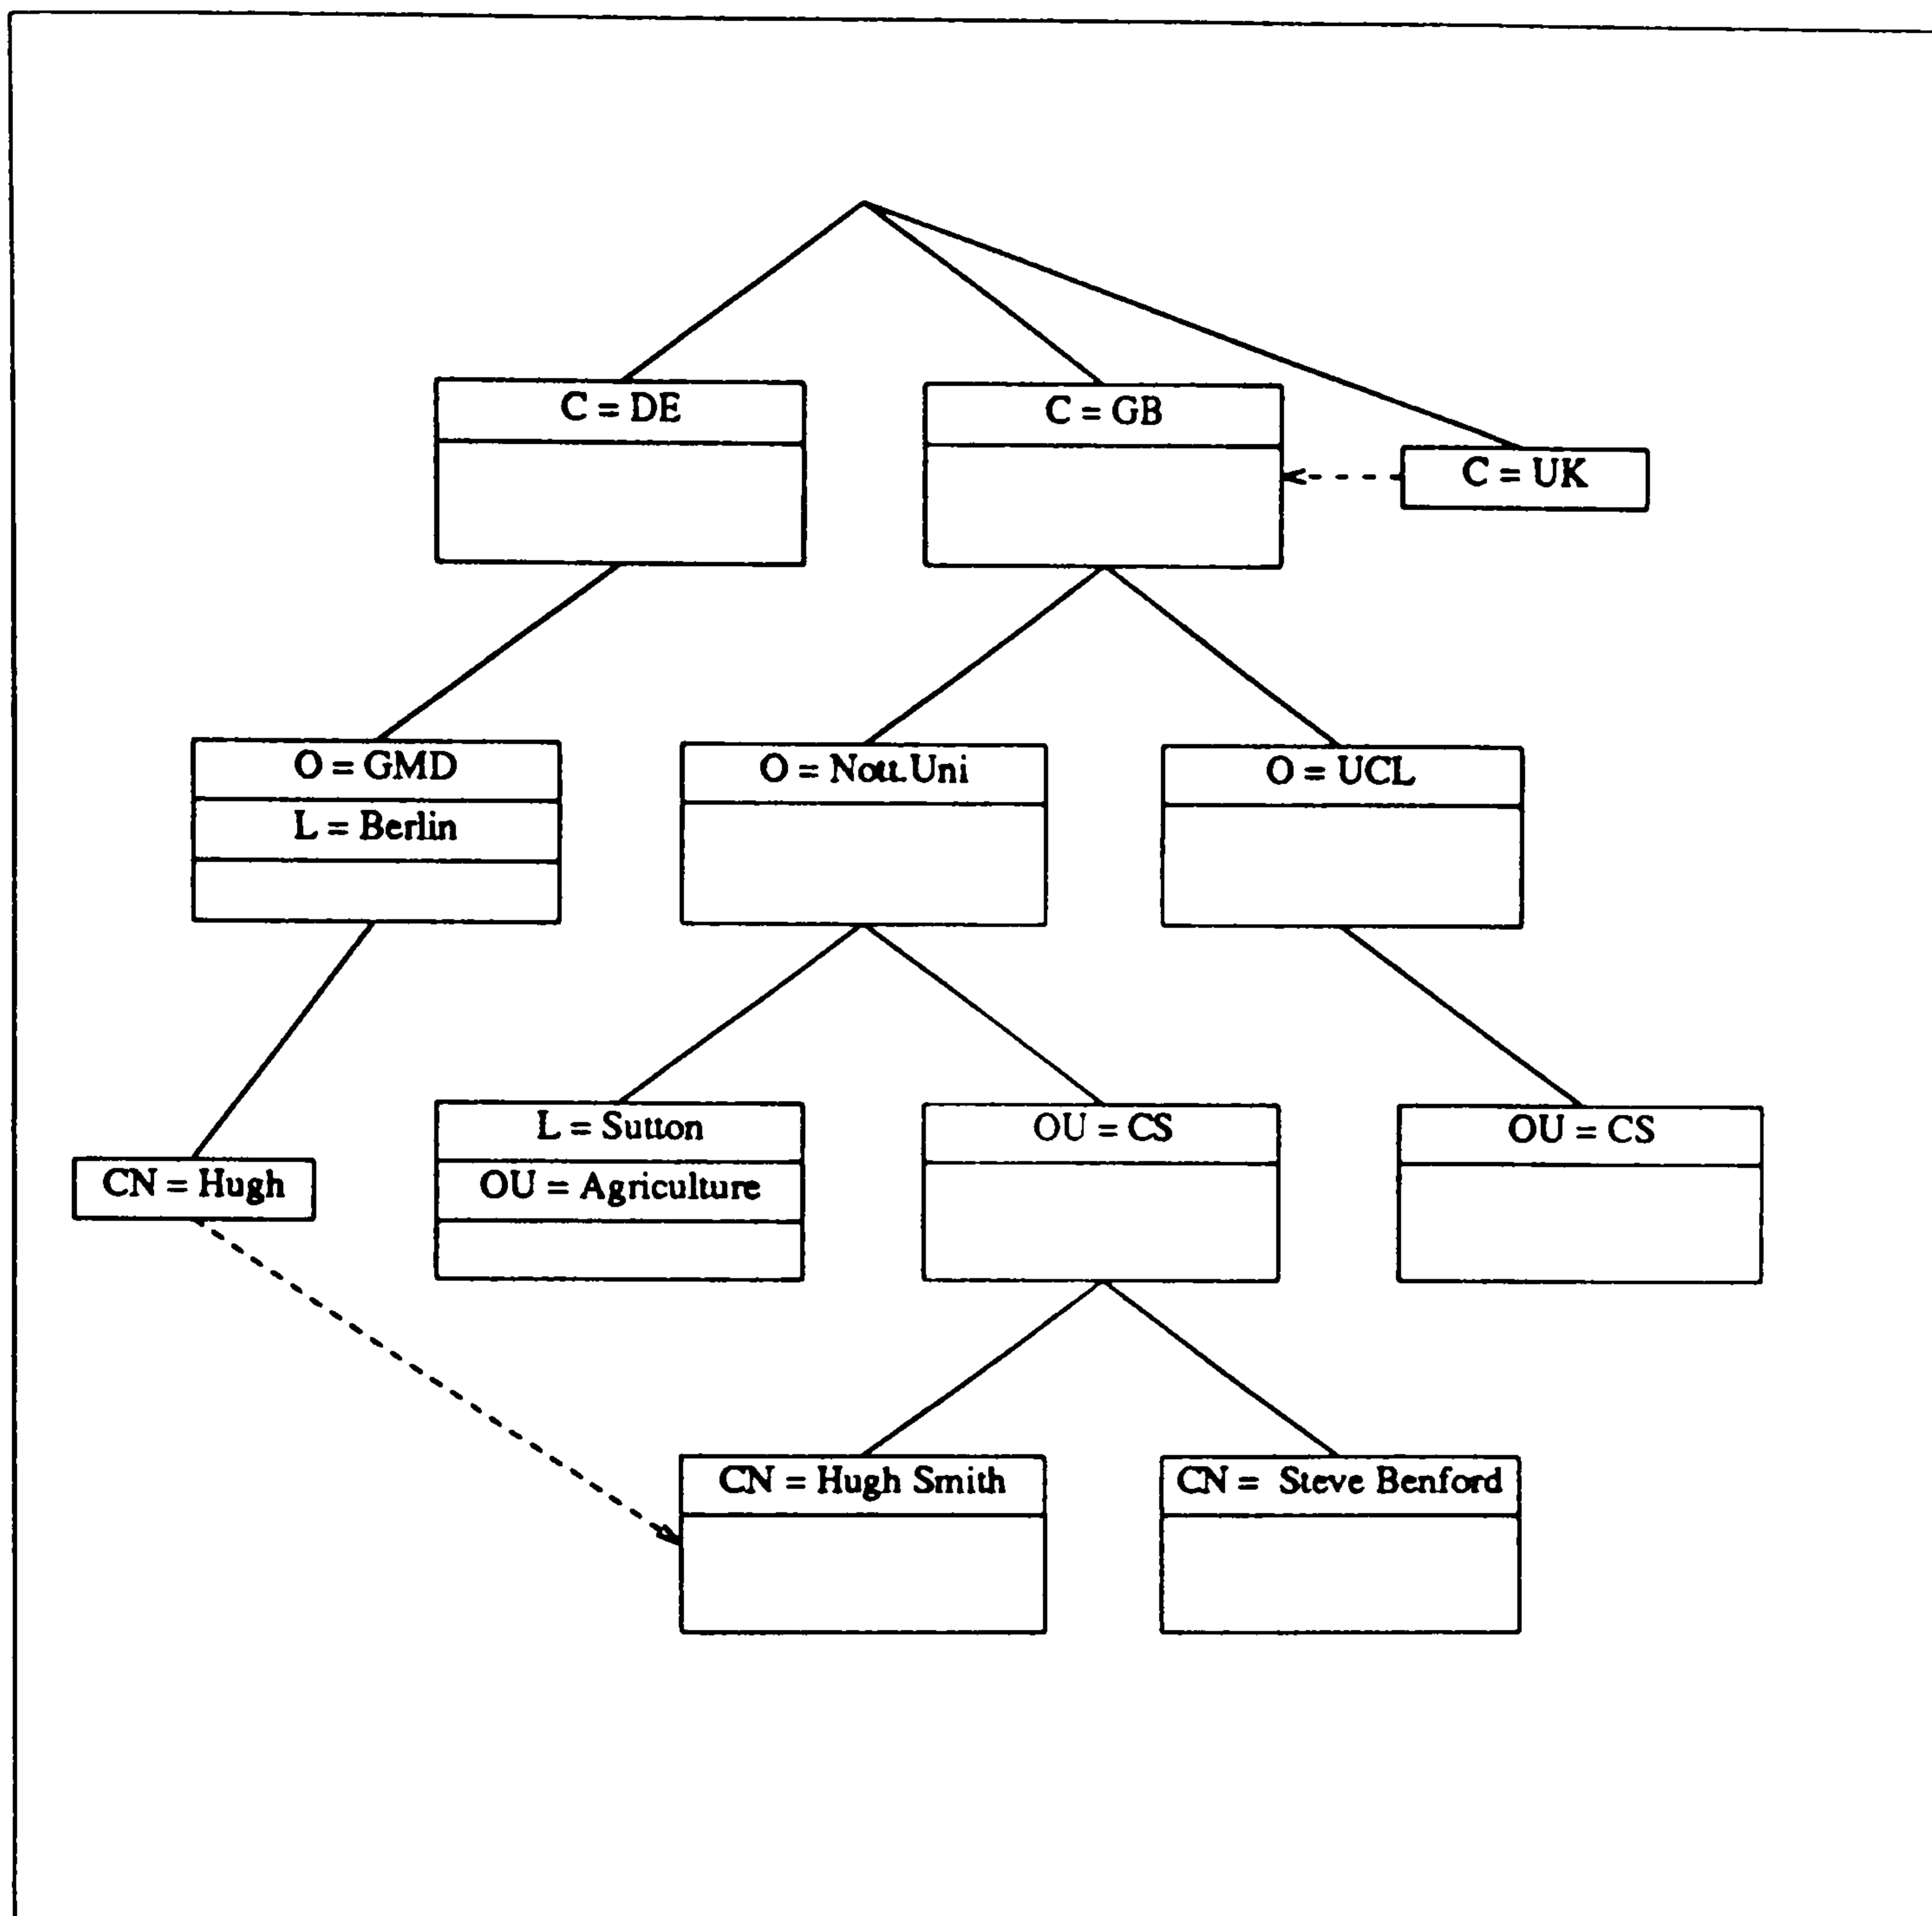 C = DE
C = GB
C = UK
O = GMD
L = Berlin
O = Nott.Uni
O = UCL
CN = Hugh
L = Sutton
OU = Agriculture
OU = CS
OU = CS
CN = Hugh Smith
CN = Steve Benford